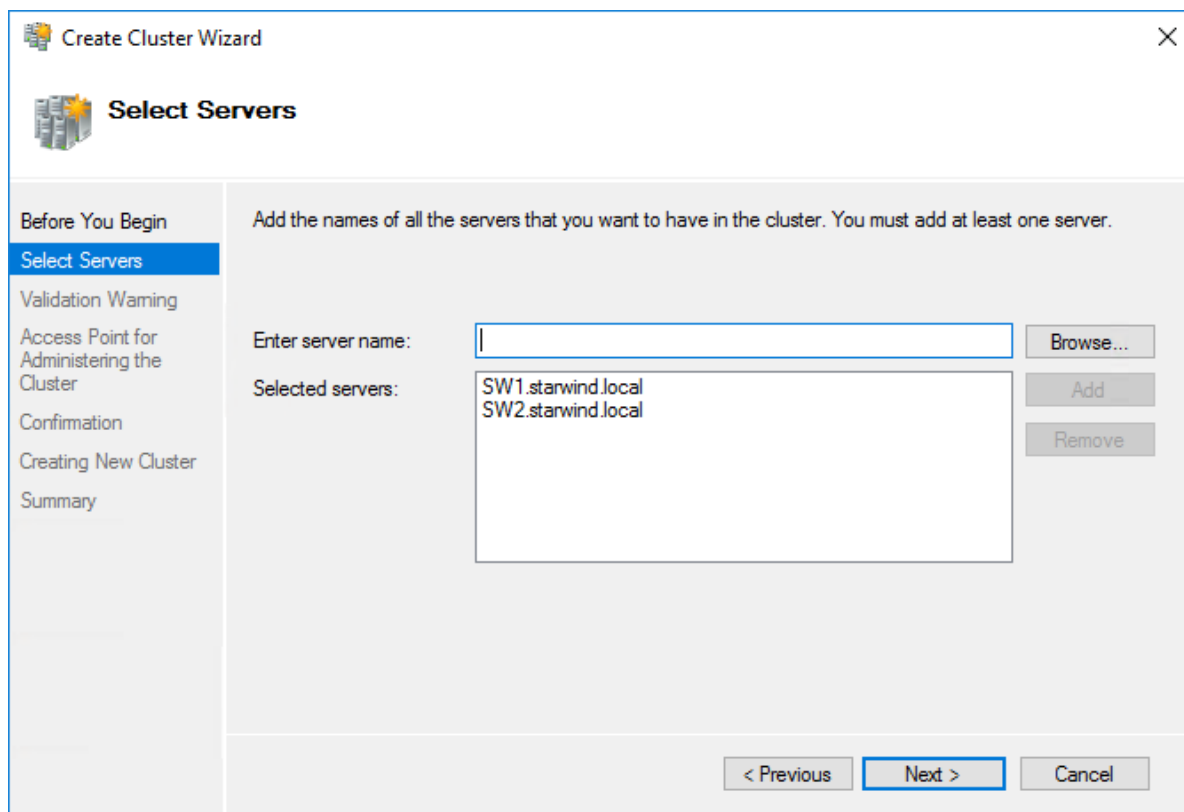 Create Cluster Wizard
Select Servers
Before You Begin
Select Servers
Validation Warning
Access Point for
Administering the
Cluster
Confirmation
Creating New Cluster
Summary
Add the names of all the servers that you want to have in the cluster. You must add at least one server.
Enter server name:
Browse...
Selected servers:
SW1.starwind.local
SW2.starwind.local
Add
Remove
< Previous
Next >
Cancel